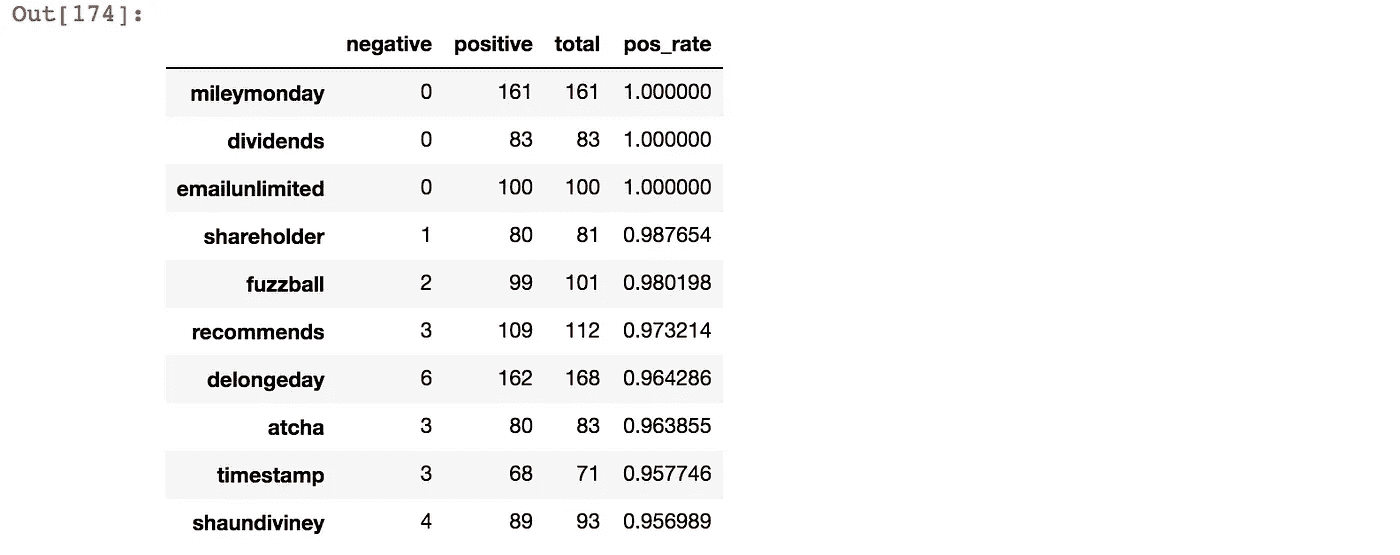 Out[174]:
negative positive total pos_rate
mileymonday 0 161 161 1.000000
dividends 0 83 83 1.000000
emailunlimited 0 100 100 1.000000
shareholder 1 80 81 0.987654
fuzzball 2 99 101 0.980198
recommends 3 109 112 0.973214
delongeday 6 162 168 0.964286
atcha 3 80 83 0.963855
timestamp 3 68 71 0.957746
shaundiviney 4 89 93 0.956989